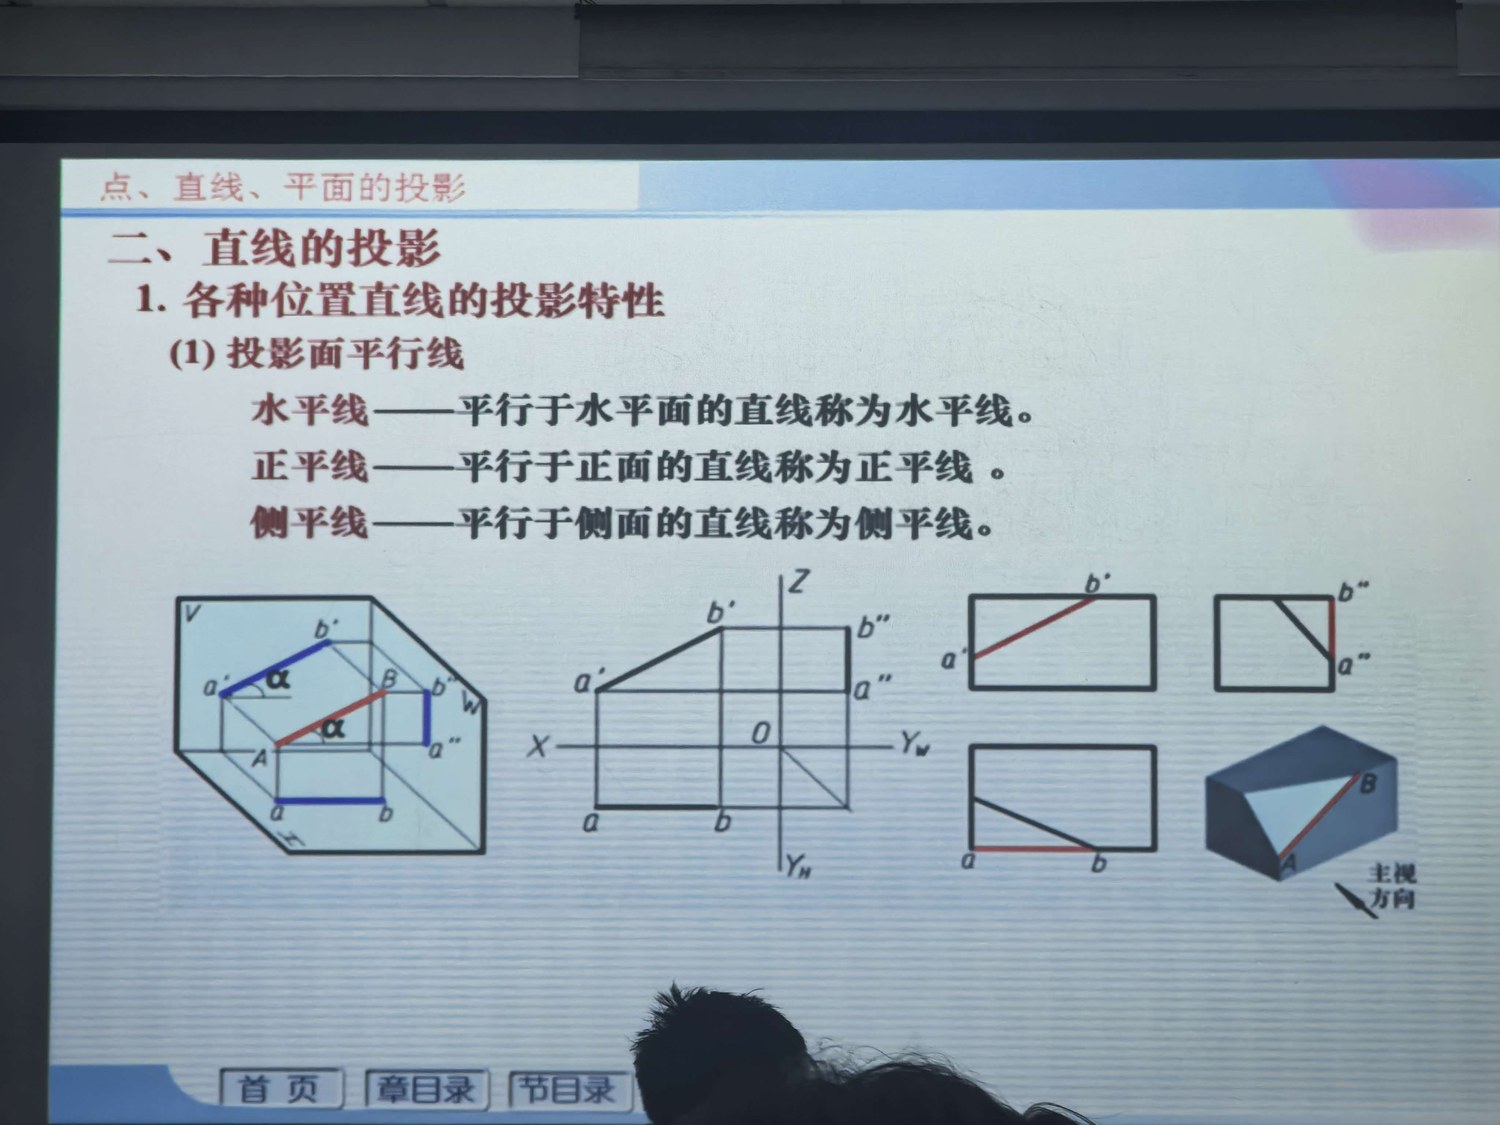 点、直线、平面的投影
二、直线的投影
1. 各种位置直线的投影特性
(1) 投影面平行线
水平线——平行于水平面的直线称为水平线。
正平线——平行于正面的直线称为正平线 。
侧平线——平行于侧面的直线称为侧平线。
V
b'
a'
α
B
b"
W
α
A
a"
a
b
H
Z
b'
b"
a'
a"
X
O
Yw
a
b
YH
b'
a'
b"
a"
a
b
B
A
主视
方向
首 页
章目录
节目录